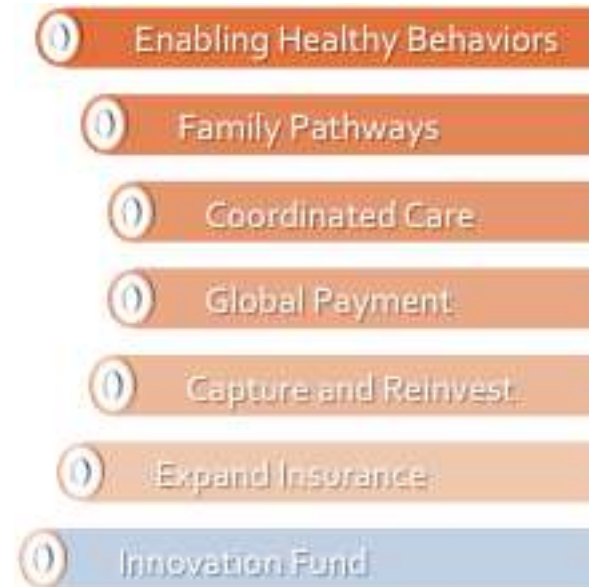 Enabling Healthy Behaviors
Family Pathways
Coordinated Care
Global Payment
Capture and Reinvest
Expand Insurance
Innovation Fund